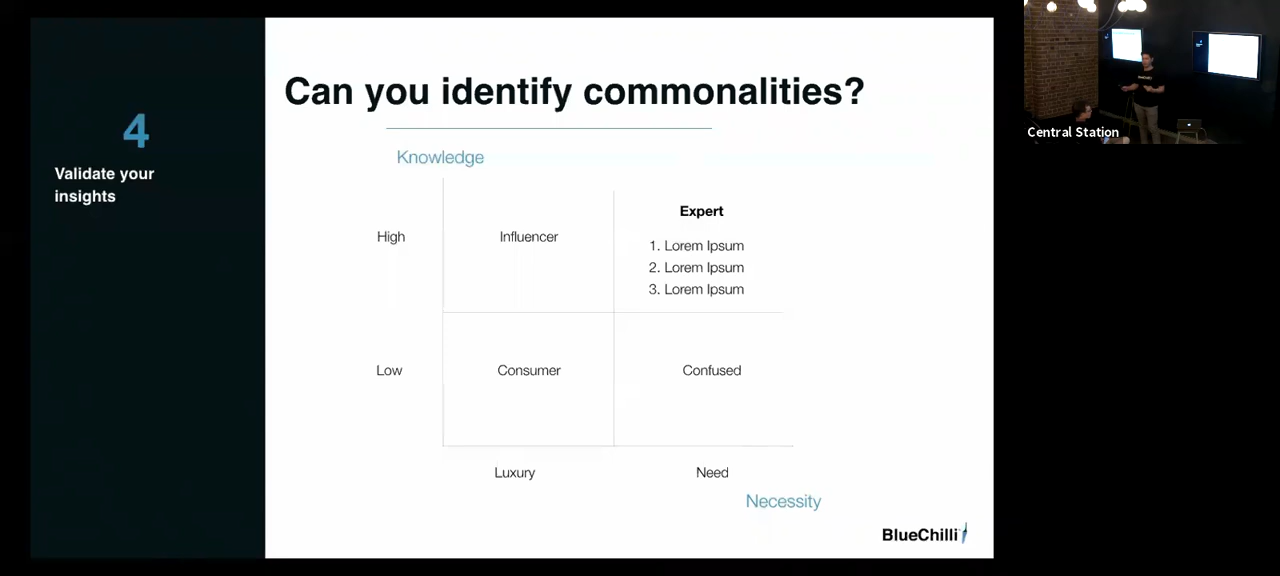 4
Validate your
insights
Can you identify commonalities?
Knowledge
High
Influencer
Expert
1. Lorem Ipsum
2. Lorem Ipsum
3. Lorem Ipsum
Low
Consumer
Confused
Luxury
Need
Necessity
BlueChilli
Central Station